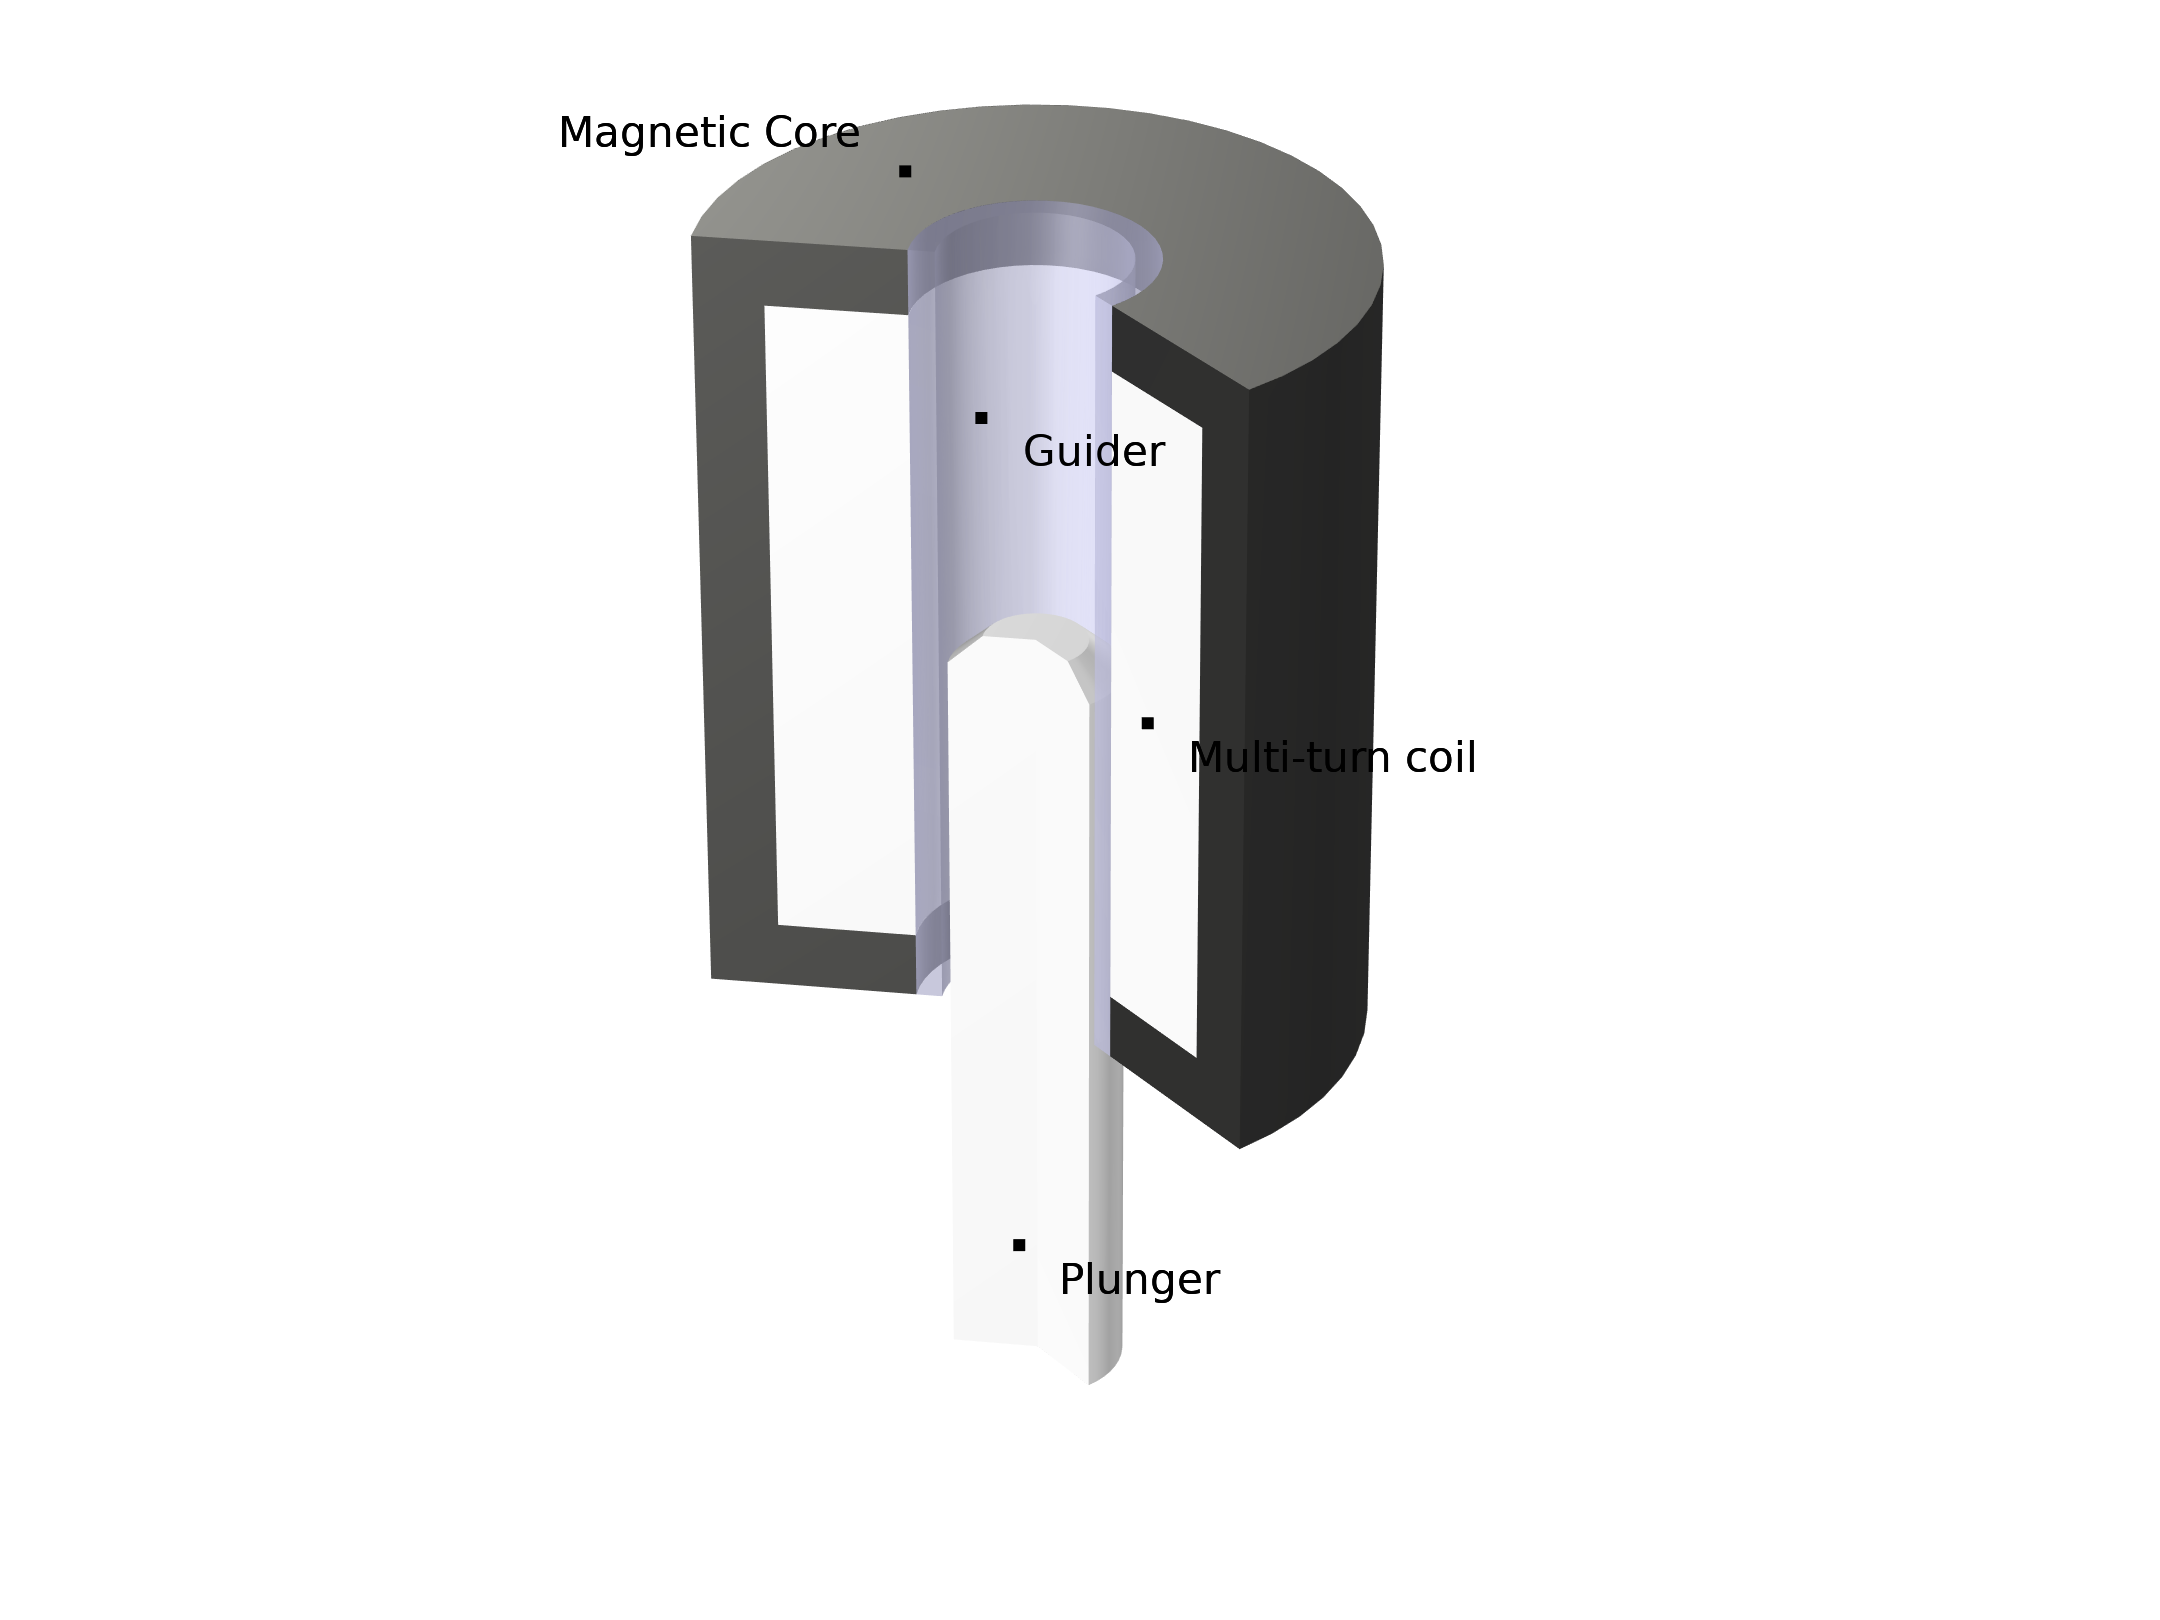 Magnetic Core
Guider
Multi-turn coil
Plunger